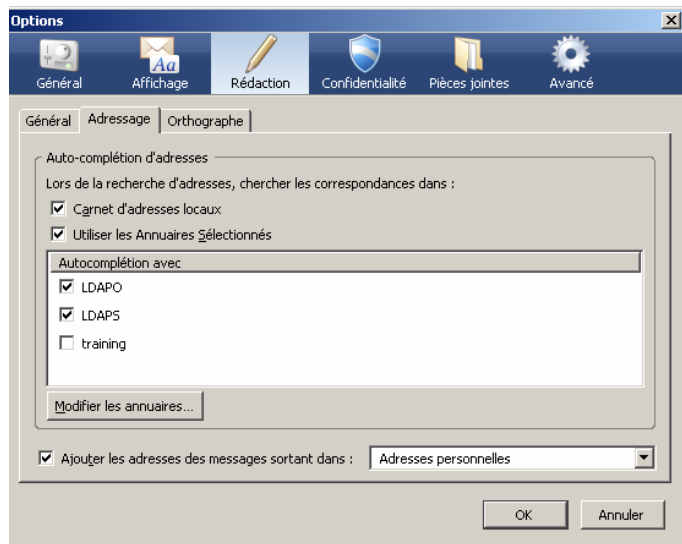 Options
Général Affichage Rédaction Confidentialité Pièces jointes Avancé
Général Adressage Orthographe
Auto-complétion d'adresses
Lors de la recherche d'adresses, chercher les correspondances dans :
Carnet d'adresses locaux
Utiliser les Annuaires Sélectionnés
Autocomplétion avec
LDAPO
LDAPS
training
Modifier les annuaires...
Ajouter les adresses des messages sortant dans : Adresses personnelles
OK Annuler